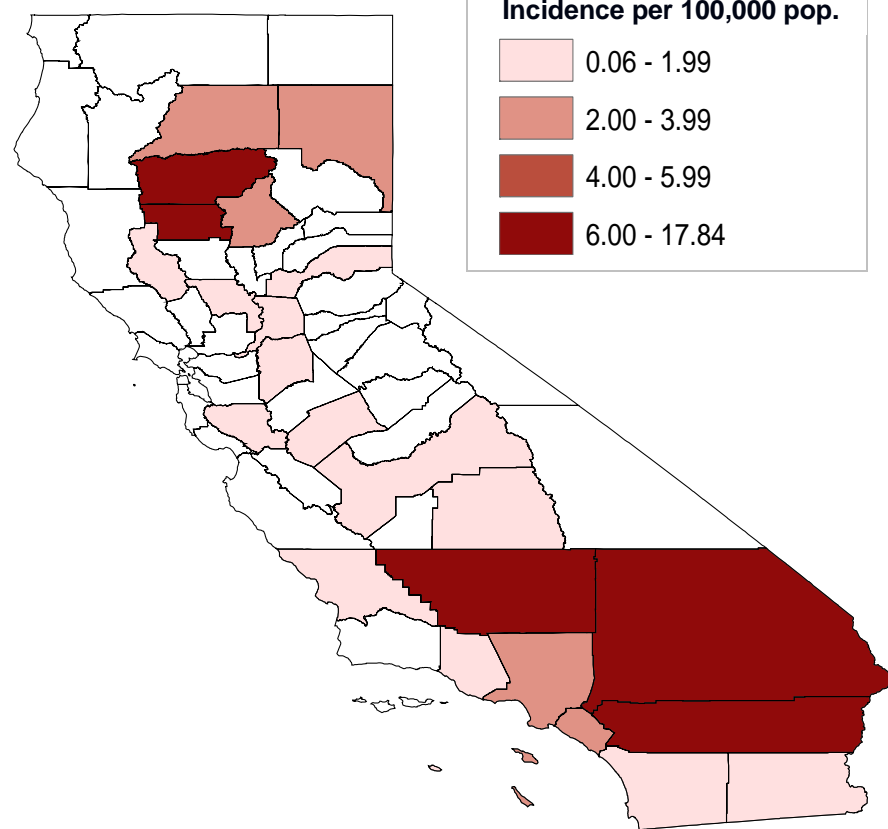 Incidence per 100,000 pop.
0.06 - 1.99
2.00 - 3.99
4.00 - 5.99
6.00 - 17.84